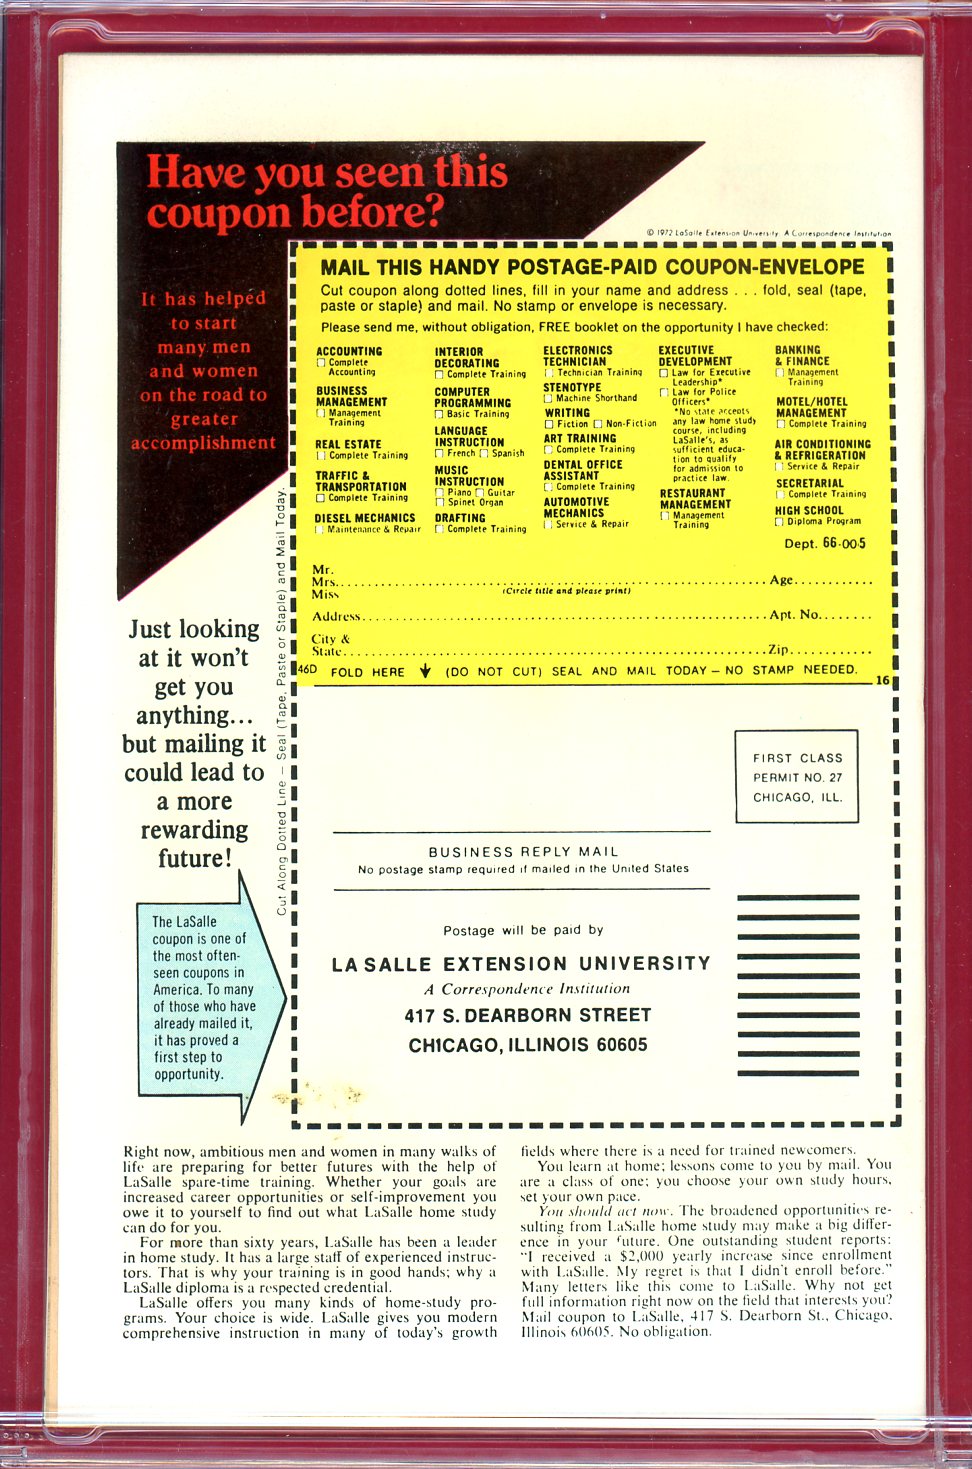 Have you seen this
coupon before?
It has helped
to start
many men
and women
on the road to
greater
accomplishment
© 1972 LaSalle Extension University. A Correspondence Institution
MAIL THIS HANDY POSTAGE-PAID COUPON-ENVELOPE
Cut coupon along dotted lines, fill in your name and address . . . fold, seal (tape,
paste or staple) and mail. No stamp or envelope is necessary.
Please send me, without obligation, FREE booklet on the opportunity I have checked:
ACCOUNTING
□ Complete
Accounting
BUSINESS
MANAGEMENT
□ Management
Training
REAL ESTATE
□ Complete Training
TRAFFIC &
TRANSPORTATION
□ Complete Training
DIESEL MECHANICS
□ Maintenance & Repair
INTERIOR
DECORATING
□ Complete Training
COMPUTER
PROGRAMMING
□ Basic Training
LANGUAGE
INSTRUCTION
□ French □ Spanish
MUSIC
INSTRUCTION
□ Piano □ Guitar
□ Spinet Organ
DRAFTING
□ Complete Training
ELECTRONICS
TECHNICIAN
□ Technician Training
STENOTYPE
□ Machine Shorthand
WRITING
□ Fiction □ Non-Fiction
ART TRAINING
□ Complete Training
DENTAL OFFICE
ASSISTANT
□ Complete Training
AUTOMOTIVE
MECHANICS
□ Service & Repair
EXECUTIVE
DEVELOPMENT
□ Law for Executive
Leadership*
□ Law for Police
Officers*
*No state accepts
any law home study
course, including
LaSalle's, as
sufficient educa-
tion to qualify
for admission to
practice law.
RESTAURANT
MANAGEMENT
□ Management
Training
BANKING
& FINANCE
□ Management
Training
MOTEL/HOTEL
MANAGEMENT
□ Complete Training
AIR CONDITIONING
& REFRIGERATION
□ Service & Repair
SECRETARIAL
□ Complete Training
HIGH SCHOOL
□ Diploma Program
Dept. 66-005
Mr.
Mrs. Age
Miss (Circle title and please print)
Address Apt. No.
City &
State Zip
46D FOLD HERE (DO NOT CUT) SEAL AND MAIL TODAY – NO STAMP NEEDED.
16
Cut Along Dotted Line – Seal (Tape, Paste or Staple) and Mail Today.
Just looking
at it won't
get you
anything...
but mailing it
could lead to
a more
rewarding
future!
The LaSalle
coupon is one of
the most often-
seen coupons in
America. To many
of those who have
already mailed it,
it has proved a
first step to
opportunity.
FIRST CLASS
PERMIT NO. 27
CHICAGO, ILL.
BUSINESS REPLY MAIL
No postage stamp required if mailed in the United States
Postage will be paid by
LA SALLE EXTENSION UNIVERSITY
A Correspondence Institution
417 S. DEARBORN STREET
CHICAGO, ILLINOIS 60605
Right now, ambitious men and women in many walks of
life are preparing for better futures with the help of
LaSalle spare-time training. Whether your goals are
increased career opportunities or self-improvement you
owe it to yourself to find out what LaSalle home study
can do for you.
For more than sixty years, LaSalle has been a leader
in home study. It has a large staff of experienced instruc-
tors. That is why your training is in good hands; why a
LaSalle diploma is a respected credential.
LaSalle offers you many kinds of home-study pro-
grams. Your choice is wide. LaSalle gives you modern
comprehensive instruction in many of today's growth
fields where there is a need for trained newcomers.
You learn at home; lessons come to you by mail. You
are a class of one; you choose your own study hours,
set your own pace.
You should act now. The broadened opportunities re-
sulting from LaSalle home study may make a big differ-
ence in your future. One outstanding student reports:
"I received a $2,000 yearly increase since enrollment
with LaSalle. My regret is that I didn't enroll before."
Many letters like this come to LaSalle. Why not get
full information right now on the field that interests you?
Mail coupon to LaSalle, 417 S. Dearborn St., Chicago,
Illinois 60605. No obligation.